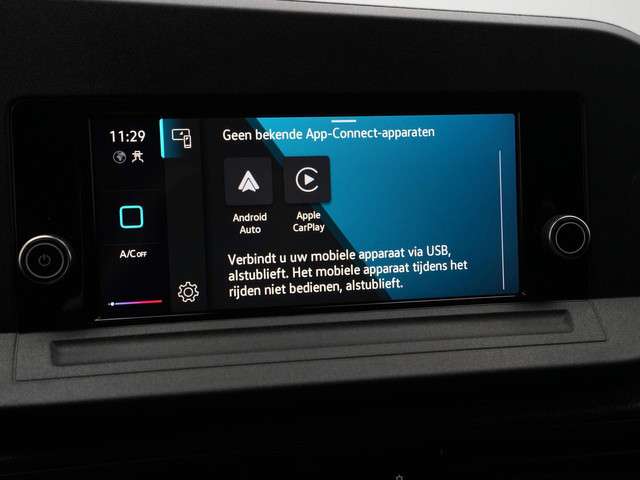 11:29
Geen bekende App-Connect-apparaten
Android
Auto
Apple
CarPlay
A/C OFF
Verbindt u uw mobiele apparaat via USB,
alstublieft. Het mobiele apparaat tijdens het
rijden niet bedienen, alstublieft.